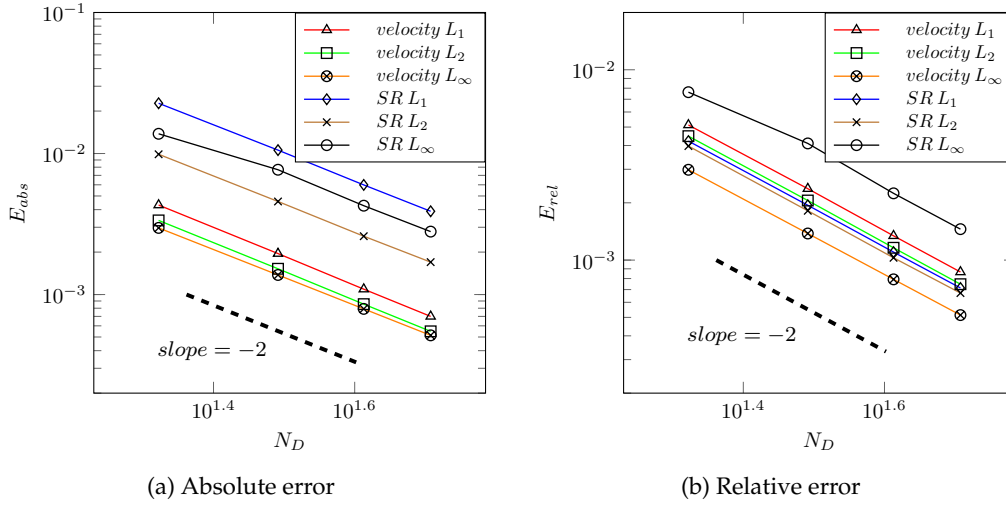 10^{-1}
10^{-2}
10^{-3}
E_{abs}
velocity L_1
velocity L_2
velocity L_∞
SR L_1
SR L_2
SR L_∞
slope = −2
10^{1.4}
10^{1.6}
N_D
(a) Absolute error
10^{-2}
10^{-3}
E_{rel}
velocity L_1
velocity L_2
velocity L_∞
SR L_1
SR L_2
SR L_∞
slope = −2
10^{1.4}
10^{1.6}
N_D
(b) Relative error